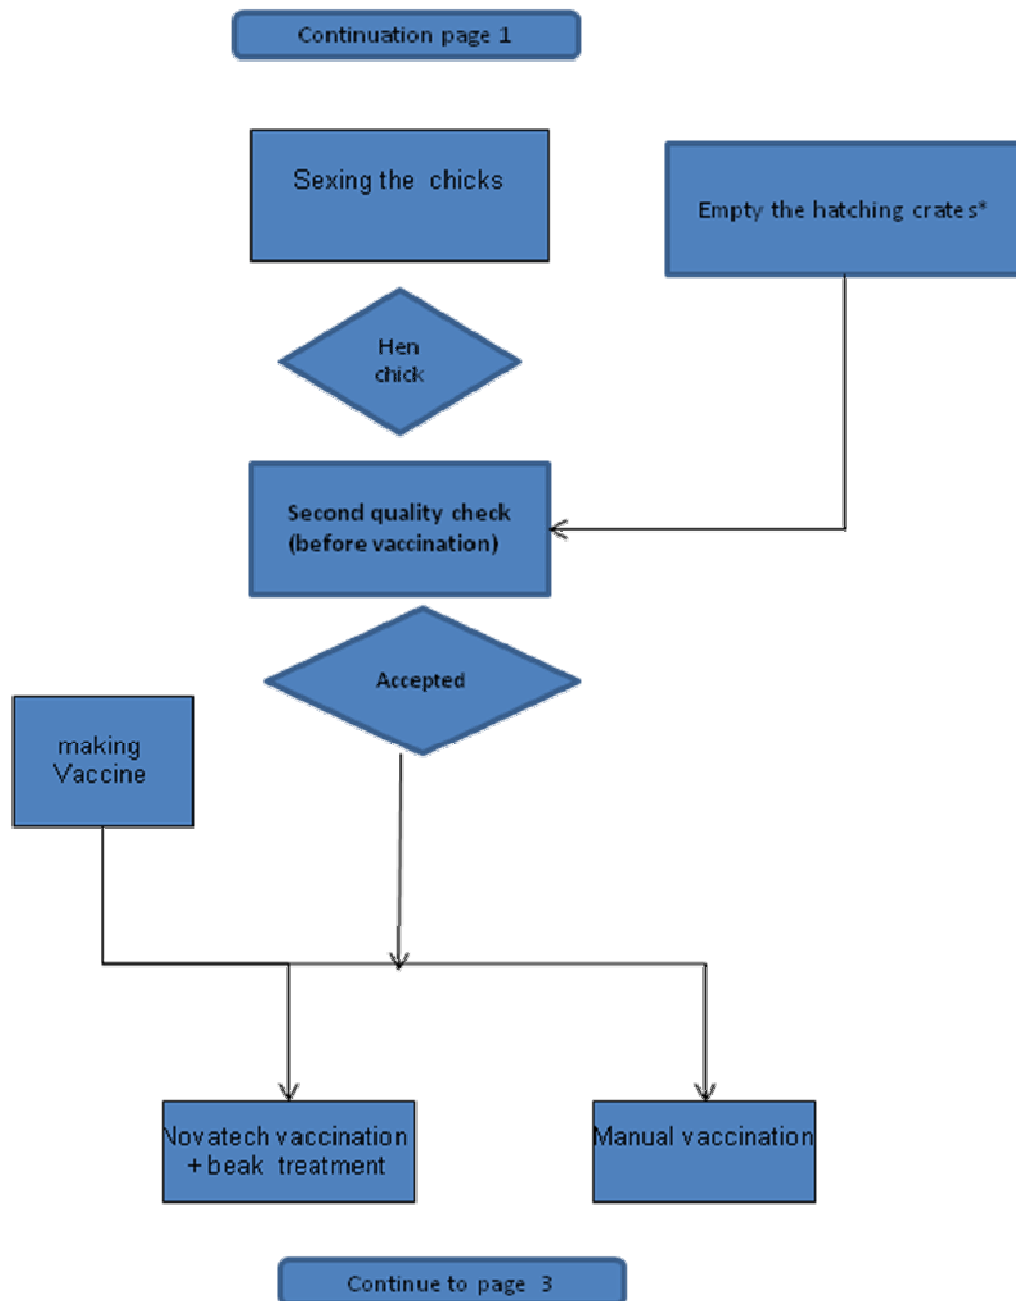 Continuation page 1
Sexing the chicks
Empty the hatching crates*
Hen
chick
Second quality check
(before vaccination)
Accepted
making
Vaccine
Novatech vaccination
+ beak treatment
Manual vaccination
Continue to page 3